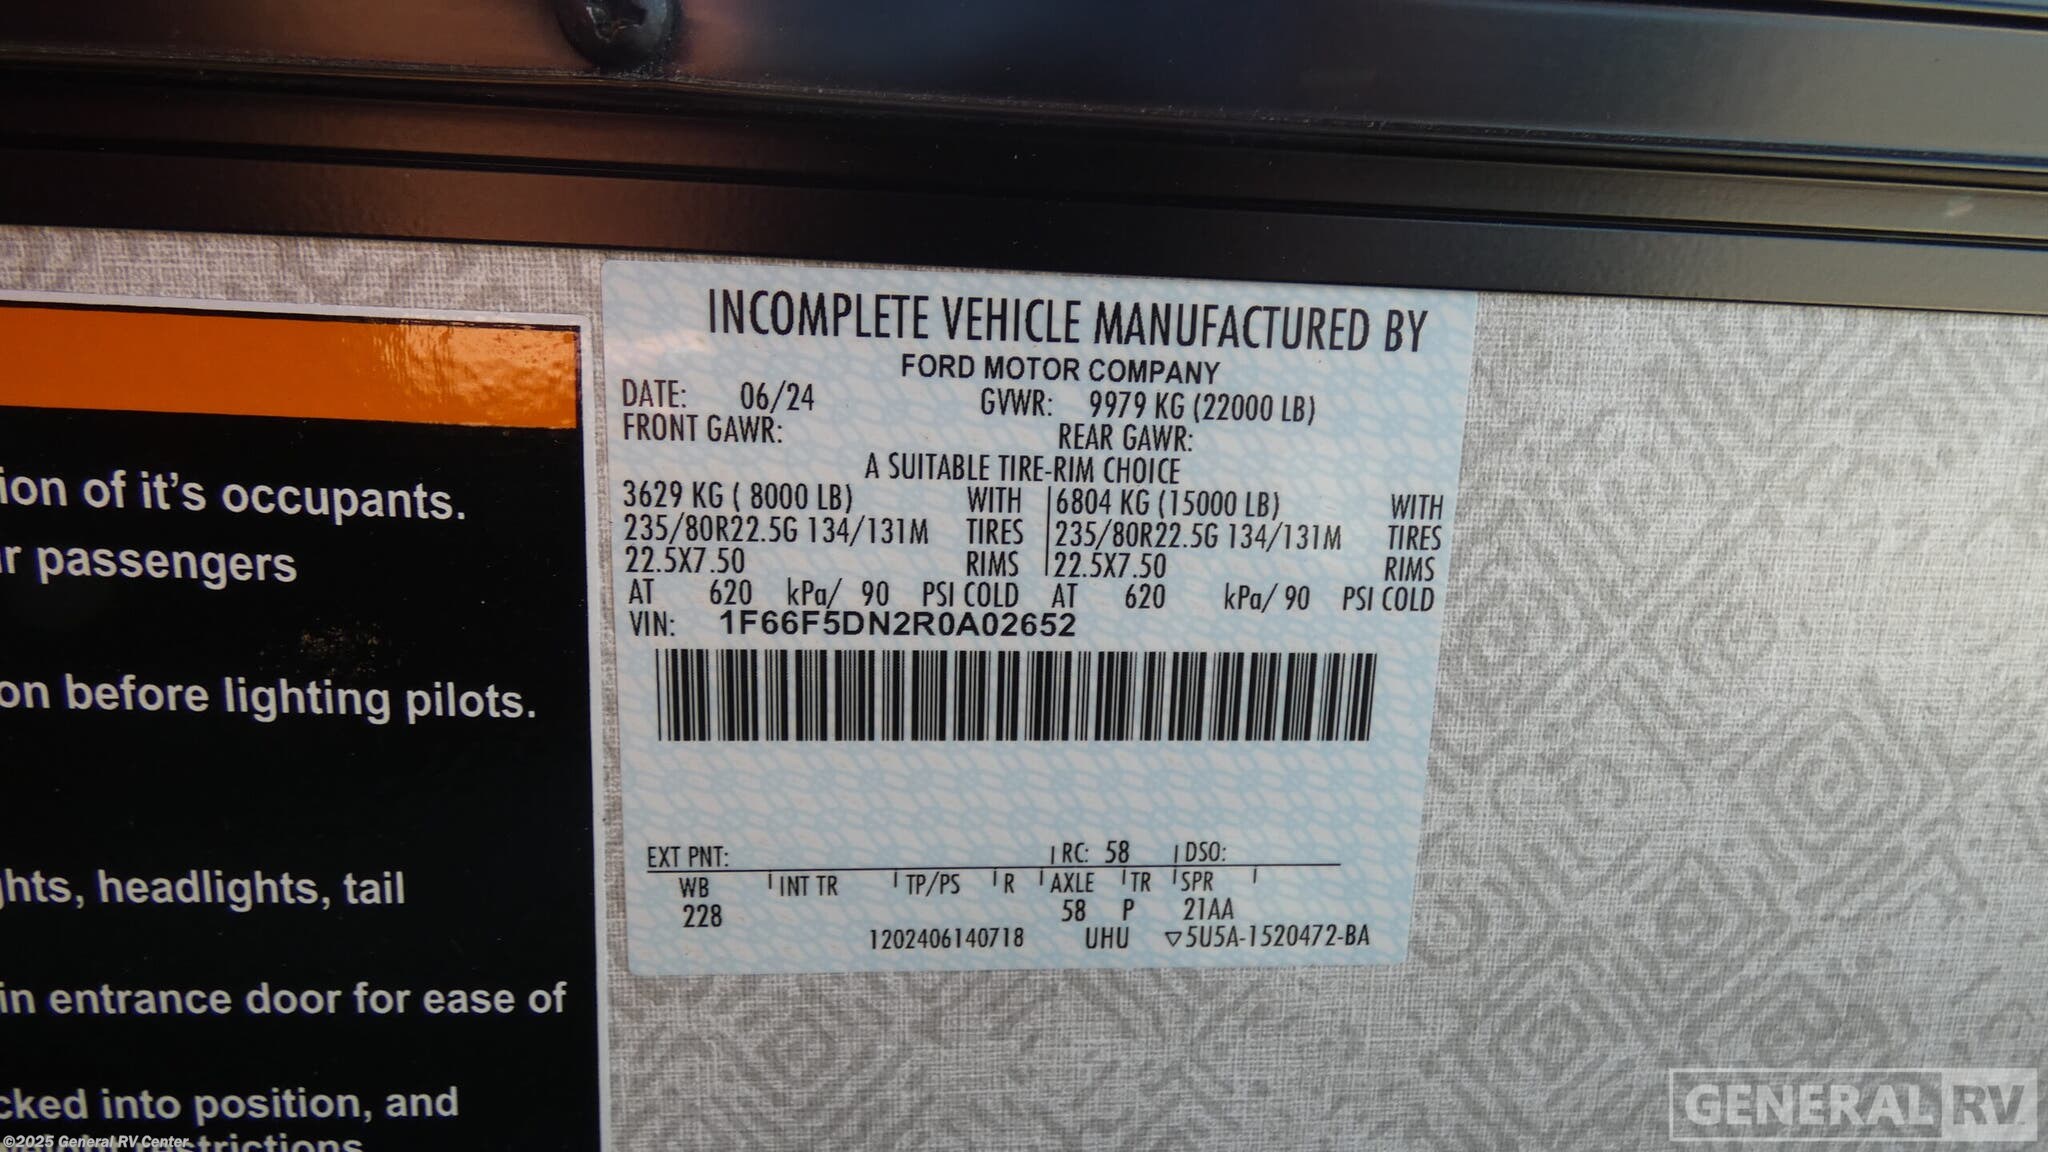 ion of it's occupants.
r passengers
on before lighting pilots.
hts, headlights, tail
in entrance door for ease of
cked into position, and
INCOMPLETE VEHICLE MANUFACTURED BY
FORD MOTOR COMPANY
DATE: 06/24 GVWR: 9979 KG (22000 LB)
FRONT GAWR: REAR GAWR:
A SUITABLE TIRE-RIM CHOICE
3629 KG ( 8000 LB) WITH 6804 KG (15000 LB) WITH
235/80R22.5G 134/131M TIRES 235/80R22.5G 134/131M TIRES
22.5X7.50 RIMS 22.5X7.50 RIMS
AT 620 kPa/ 90 PSI COLD AT 620 kPa/ 90 PSI COLD
VIN: 1F66F5DN2R0A02652
EXT PNT: RC: 58 DSO:
WB INT TR TP/PS R AXLE TR SPR
228 58 P 21AA
1202406140718 UHU ▽5U5A-1520472-BA
©2025 General RV Center
GENERAL RV